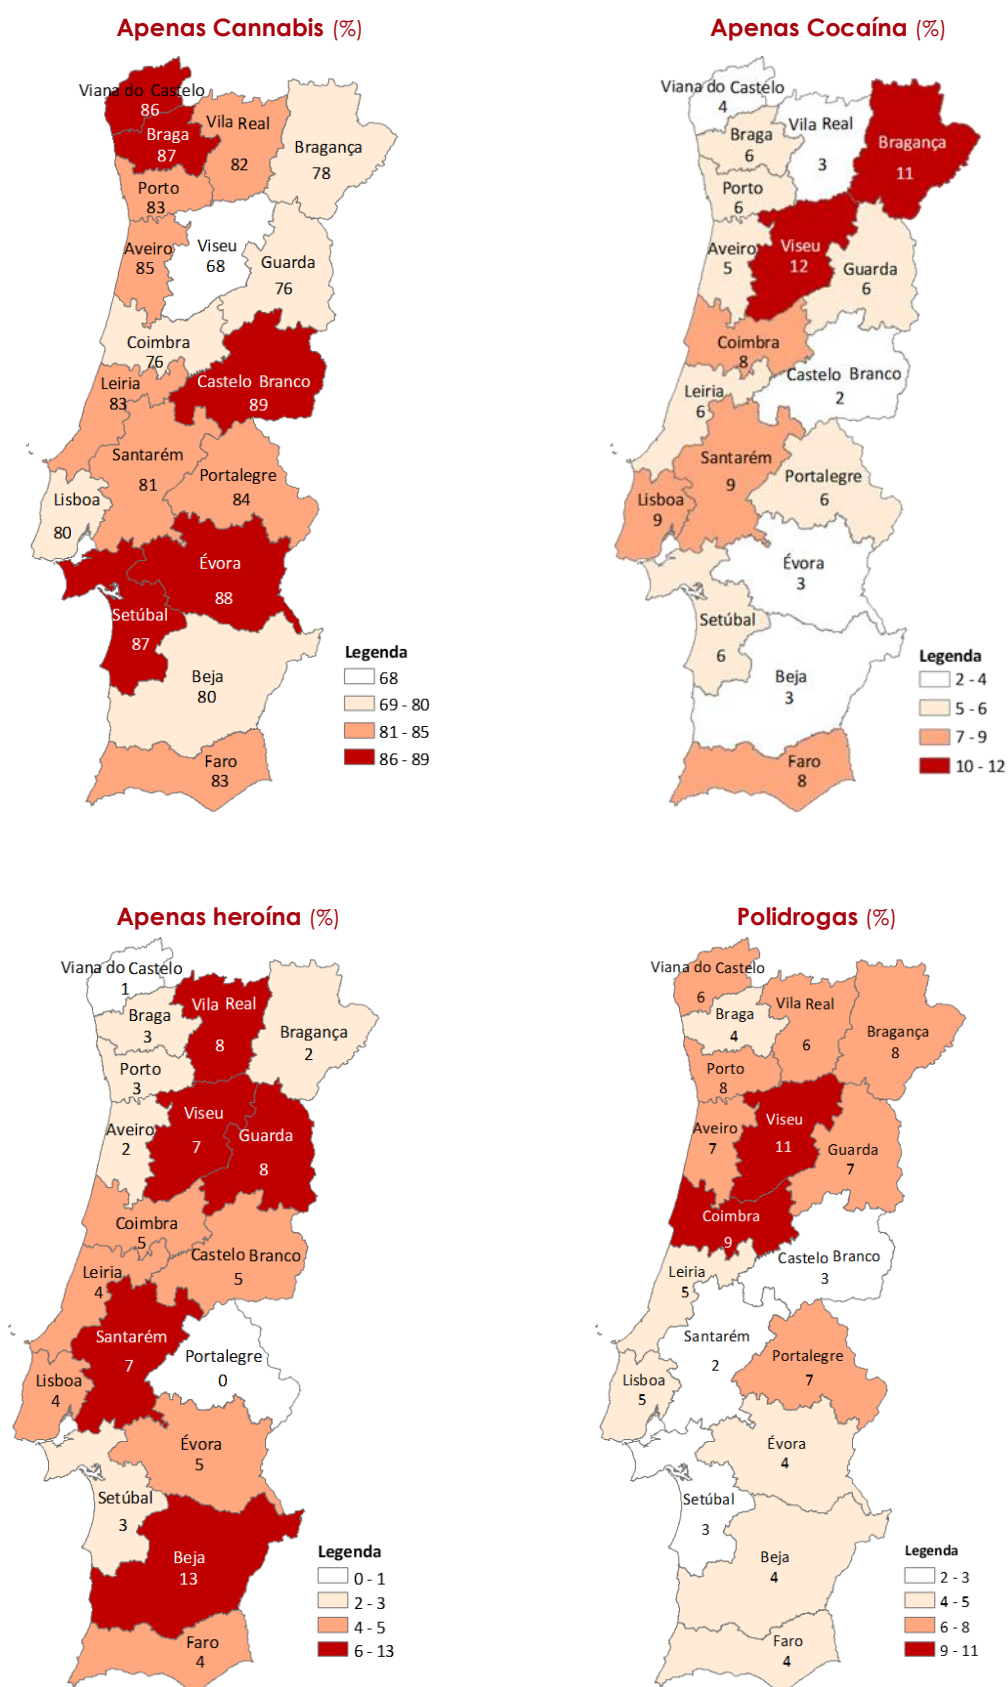 Apenas Cannabis (%)
Viana do Castelo
86
Braga
87
Vila Real
82
Bragança
78
Porto
83
Aveiro
85
Viseu
68
Guarda
76
Coimbra
76
Leiria
83
Castelo Branco
89
Santarém
81
Portalegre
84
Lisboa
80
Évora
88
Setúbal
87
Beja
80
Faro
83
Legenda
68
69 - 80
81 - 85
86 - 89
Apenas Cocaína (%)
Viana do Castelo
4
Braga
6
Vila Real
3
Bragança
11
Porto
6
Aveiro
5
Viseu
12
Guarda
6
Coimbra
8
Leiria
6
Castelo Branco
2
Santarém
9
Portalegre
6
Lisboa
9
Évora
3
Setúbal
6
Beja
3
Faro
8
Legenda
2 - 4
5 - 6
7 - 9
10 - 12
Apenas heroína (%)
Viana do Castelo
1
Braga
3
Vila Real
8
Bragança
2
Porto
3
Aveiro
2
Viseu
7
Guarda
8
Coimbra
5
Leiria
4
Castelo Branco
5
Santarém
7
Portalegre
0
Lisboa
4
Évora
5
Setúbal
3
Beja
13
Faro
4
Legenda
0 - 1
2 - 3
4 - 5
6 - 13
Polidrogas (%)
Viana do Castelo
6
Braga
4
Vila Real
6
Bragança
8
Porto
8
Aveiro
7
Viseu
11
Guarda
7
Coimbra
9
Leiria
5
Castelo Branco
3
Santarém
2
Portalegre
7
Lisboa
5
Évora
4
Setúbal
3
Beja
4
Faro
4
Legenda
2 - 3
4 - 5
6 - 8
9 - 11